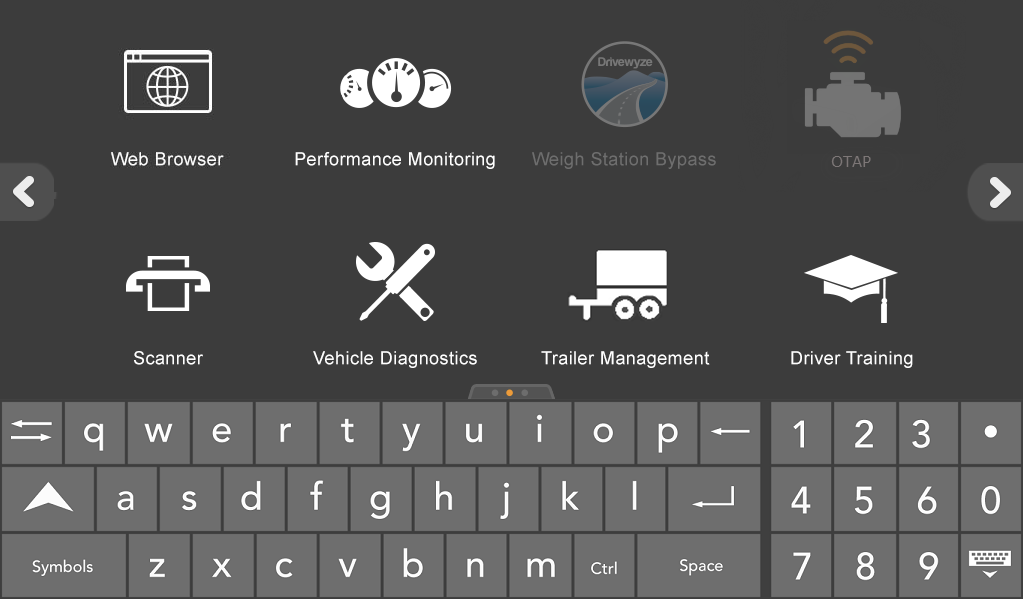 Drivewyze
Web Browser Performance Monitoring Weigh Station Bypass OTAP
Scanner Vehicle Diagnostics Trailer Management Driver Training
q w e r t y u i o p 1 2 3 •
a s d f g h j k l 4 5 6 0
Symbols z x c v b n m Ctrl Space 7 8 9